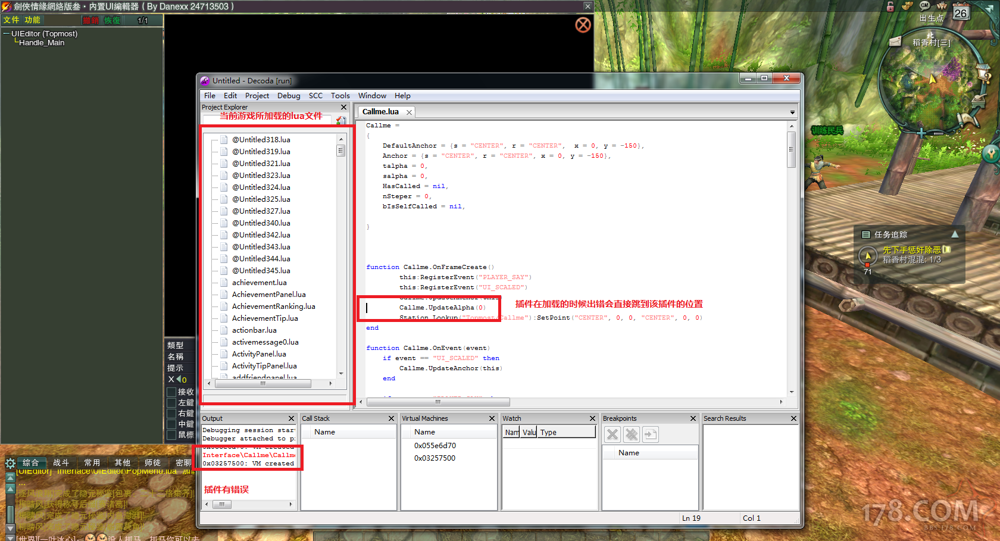 劍俠情緣網絡版叁・内置UI編輯器 ( By Danexx 24713503 )
文件 功能 撤銷 恢復 1/1
UIEditor (Topmost)
Handle_Main
類型
名稱
提示
X 0
接收
左鍵
右鍵
中鍵
鼠標
Untitled - Decoda [run]
File Edit Project Debug SCC Tools Window Help
Project Explorer
当前游戏所加载的lua文件
@Untitled318.lua
@Untitled319.lua
@Untitled321.lua
@Untitled323.lua
@Untitled324.lua
@Untitled325.lua
@Untitled327.lua
@Untitled340.lua
@Untitled342.lua
@Untitled343.lua
@Untitled344.lua
@Untitled345.lua
achievement.lua
AchievementPanel.lua
AchievementRanking.lua
AchievementTip.lua
actionbar.lua
activemessage0.lua
ActivityPanel.lua
ActivityTipPanel.lua
addfriendpanel.lua
Callme.lua
Callme =
{
DefaultAnchor = {s = "CENTER", r = "CENTER",  x = 0, y = -150},
Anchor = {s = "CENTER", r = "CENTER", x = 0, y = -150},
talpha = 0,
salpha = 0,
HasCalled = nil,
nSteper = 0,
bIsSelfCalled = nil,
}
function Callme.OnFrameCreate()
this:RegisterEvent("PLAYER_SAY")
this:RegisterEvent("UI_SCALED")
Callme.UpdateAnchor(this)
Callme.UpdateAlpha(0)
插件在加载的时候出错会直接跳到该插件的位置
Station.Lookup("Topmost/Callme"):SetPoint("CENTER", 0, 0, "CENTER", 0, 0)
end
function Callme.OnEvent(event)
if event == "UI_SCALED" then
Callme.UpdateAnchor(this)
end
Output
Debugging session star
Debugger attached to p
Interface\Callme\Callme
0x03257500: VM created
插件有错误
Call Stack
Name
Virtual Machines
Name
0x055e6d70
0x03257500
Watch
Nam Valu Type
Breakpoints
Name
Search Results
Ln 19 Col 1
GM
26
出生点
北
稻香村[三]
训练民兵
任务追踪
先下手惩奸除恶
稻香村混混: 1/3
71
综合 战斗 常用 其他 师徒 密聊
[UIEditor] Interface\UIEditor\PopMenu.lua 加
...
178.COM
BBS.178.COM